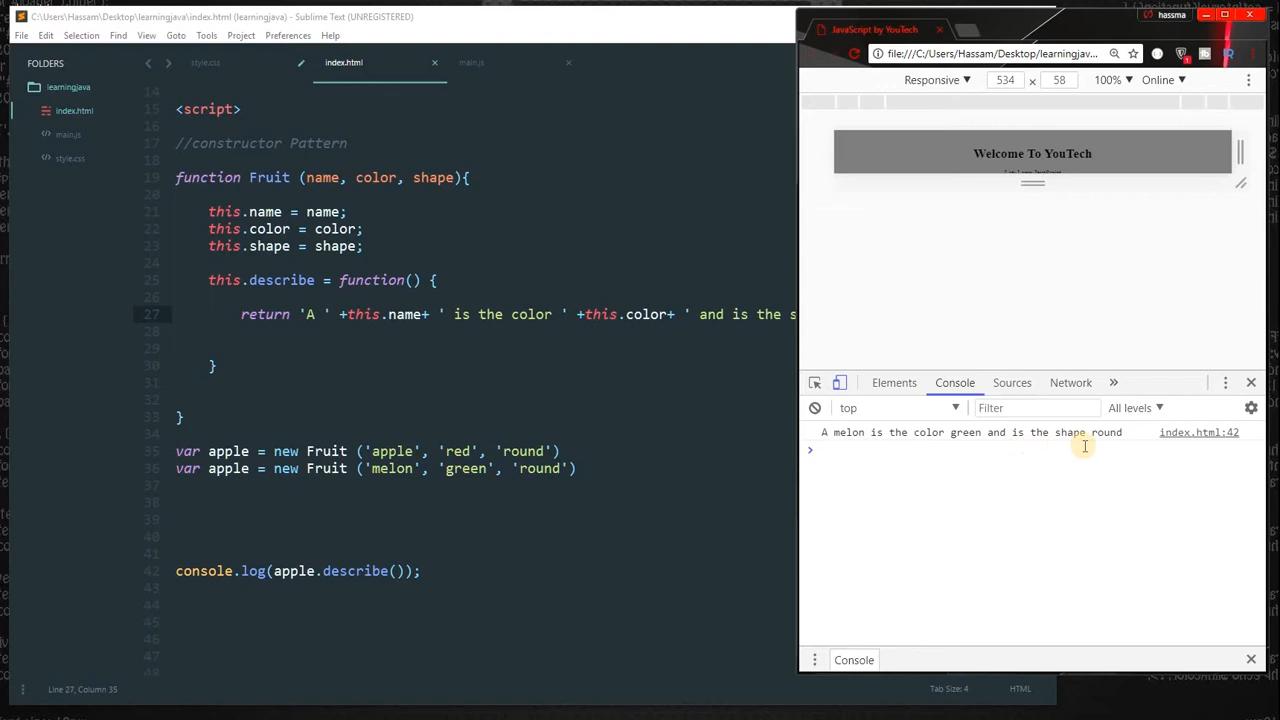 C:\Users\Hassam\Desktop\learningjava\index.html (learningjava) - Sublime Text (UNREGISTERED)
File Edit Selection Find View Goto Tools Project Preferences Help
FOLDERS
learningjava
index.html
main.js
style.css
style.css index.html main.js
14
15 <script>
16
17 //constructor Pattern
18
19 function Fruit (name, color, shape){
20
21 this.name = name;
22 this.color = color;
23 this.shape = shape;
24
25 this.describe = function() {
26
27 return 'A ' +this.name+ ' is the color ' +this.color+ ' and is the s
28
29
30 }
31
32
33 }
34
35 var apple = new Fruit ('apple', 'red', 'round')
36 var apple = new Fruit ('melon', 'green', 'round')
37
38
39
40
41
42 console.log(apple.describe());
43
44
45
46
47
48
Line 27, Column 35
Tab Size: 4
HTML
hassma
JavaScript by YouTech
file:///C:/Users/Hassam/Desktop/learningjav...
Responsive 534 × 58 100% Online
Welcome To YouTech
Elements Console Sources Network »
top Filter All levels
A melon is the color green and is the shape round index.html:42
>
Console